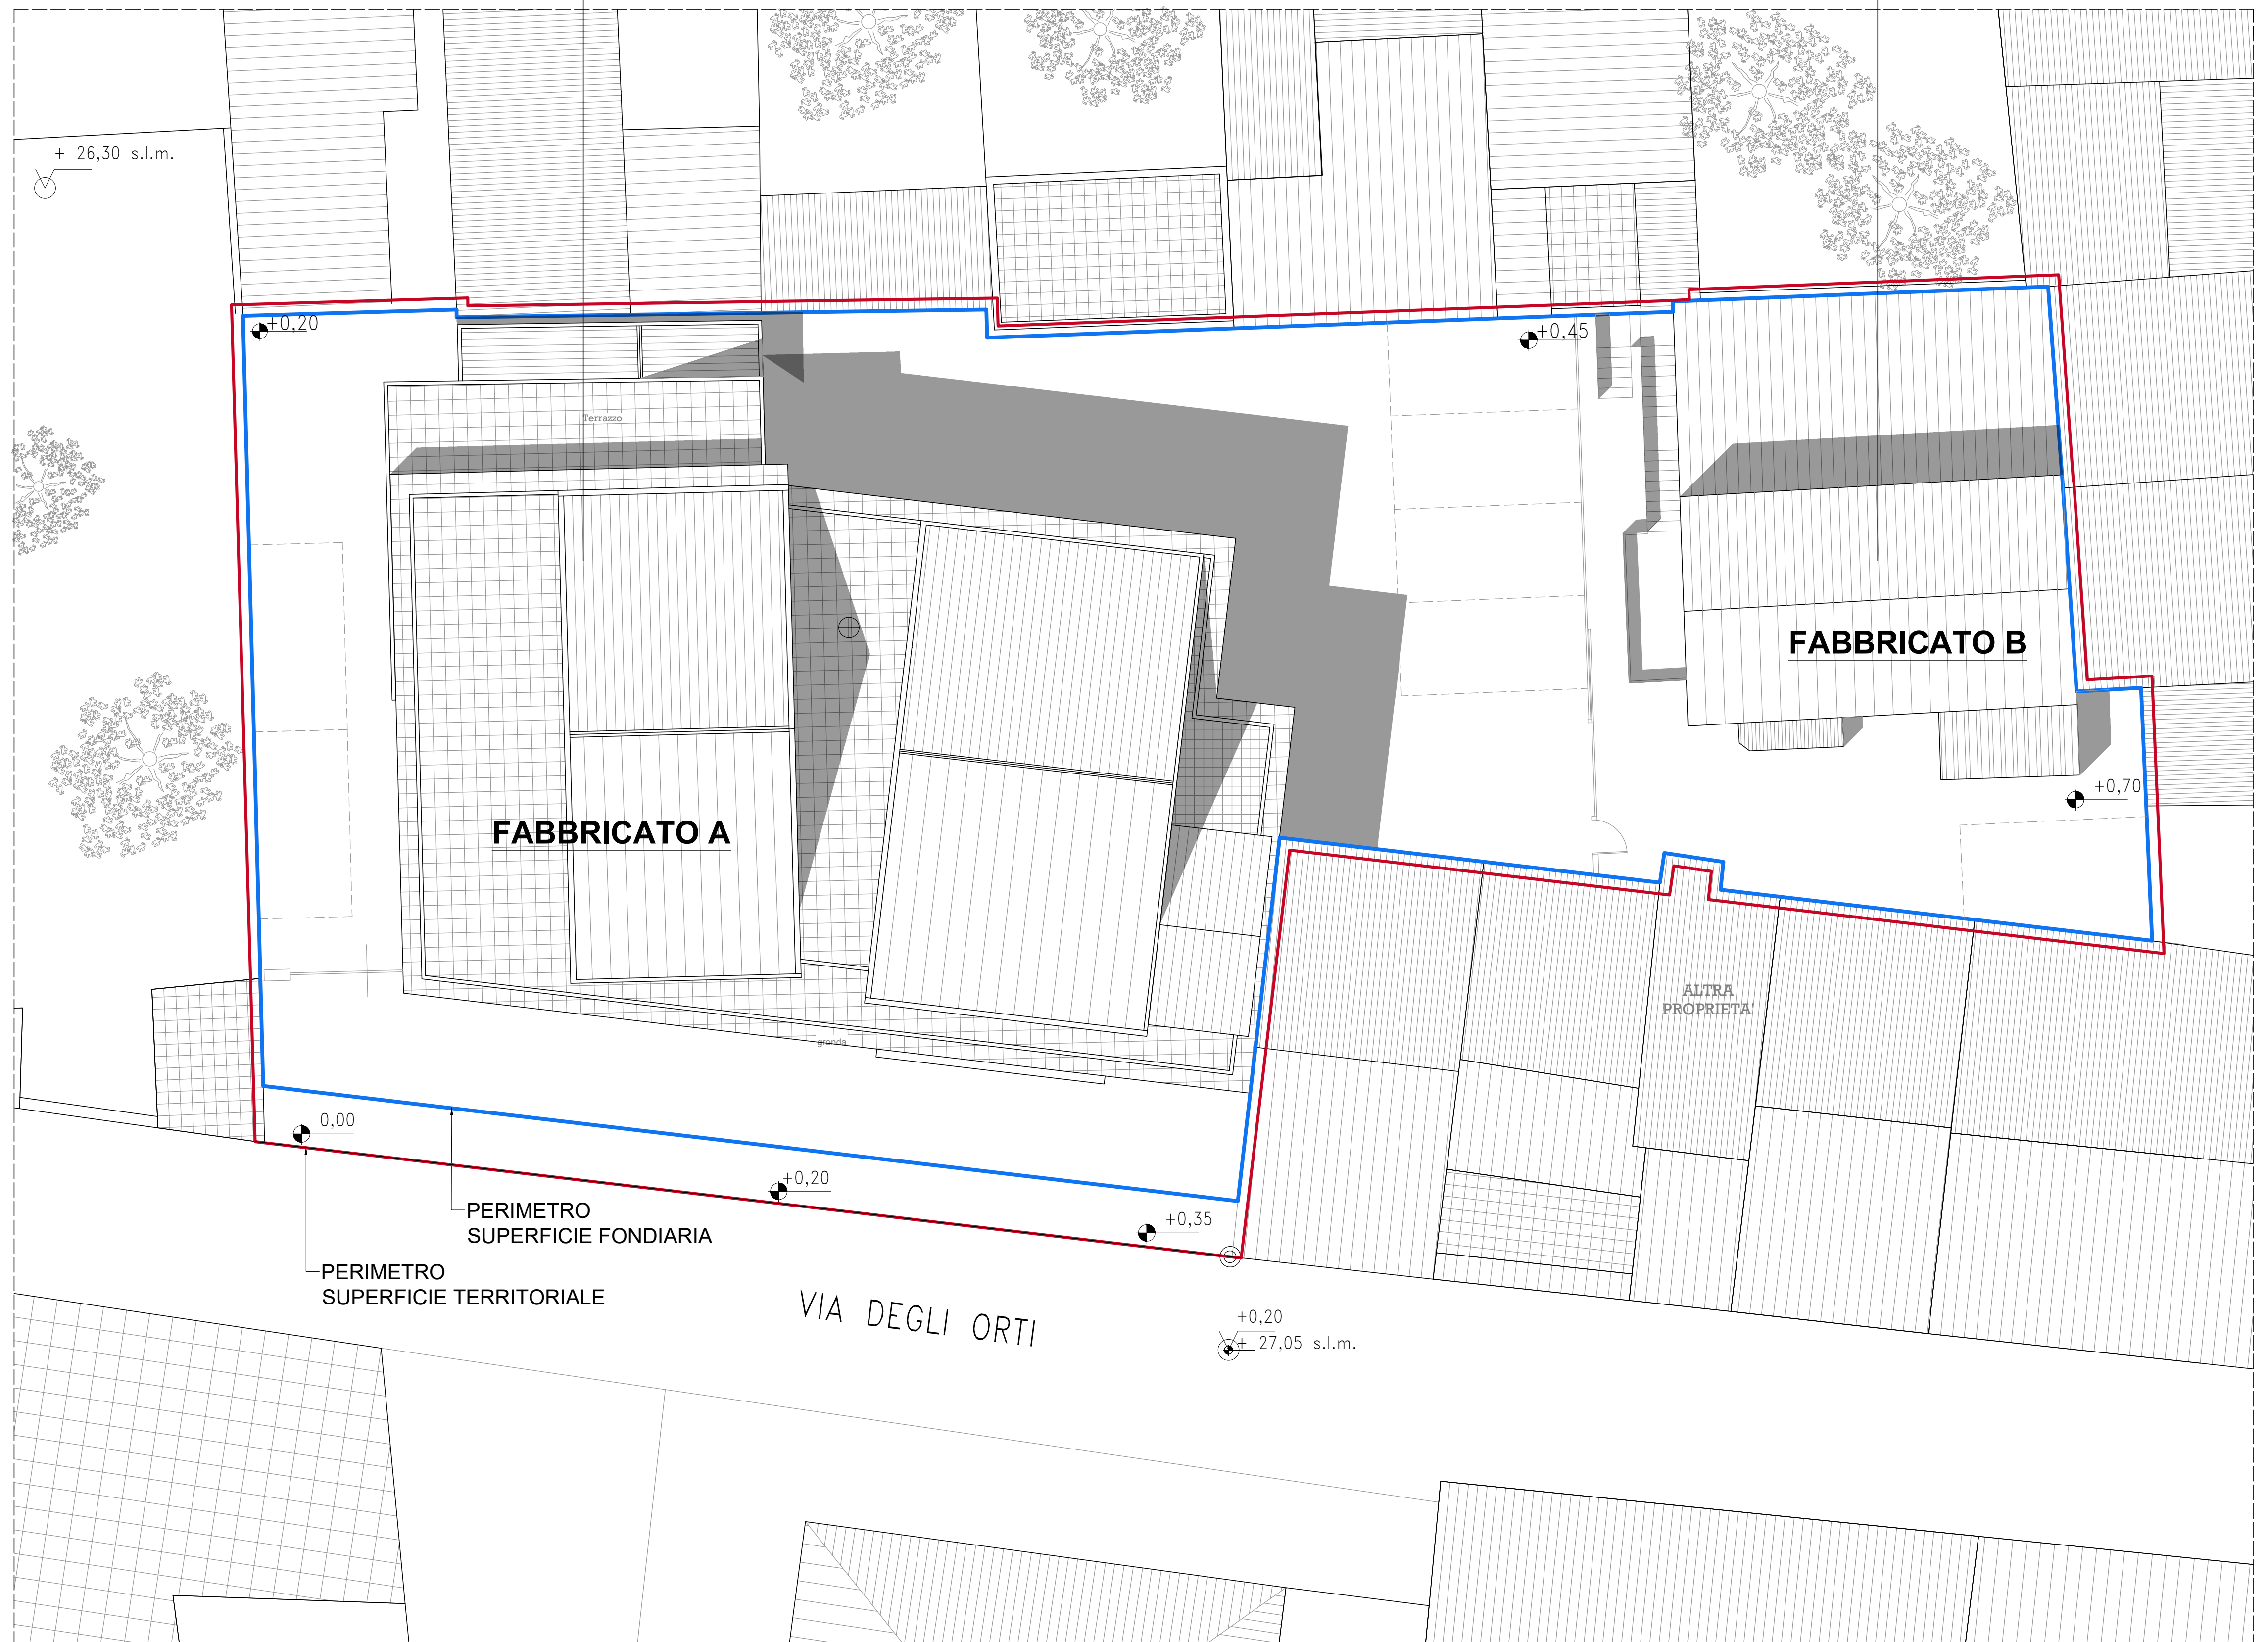 + 26,30 s.l.m.
+0,20
+0,45
Terrazzo
FABBRICATO B
+0,70
FABBRICATO A
ALTRA
PROPRIETA'
gronda
0,00
+0,20
PERIMETRO
SUPERFICIE FONDIARIA
+0,35
PERIMETRO
SUPERFICIE TERRITORIALE
VIA DEGLI ORTI
+0,20
+ 27,05 s.l.m.